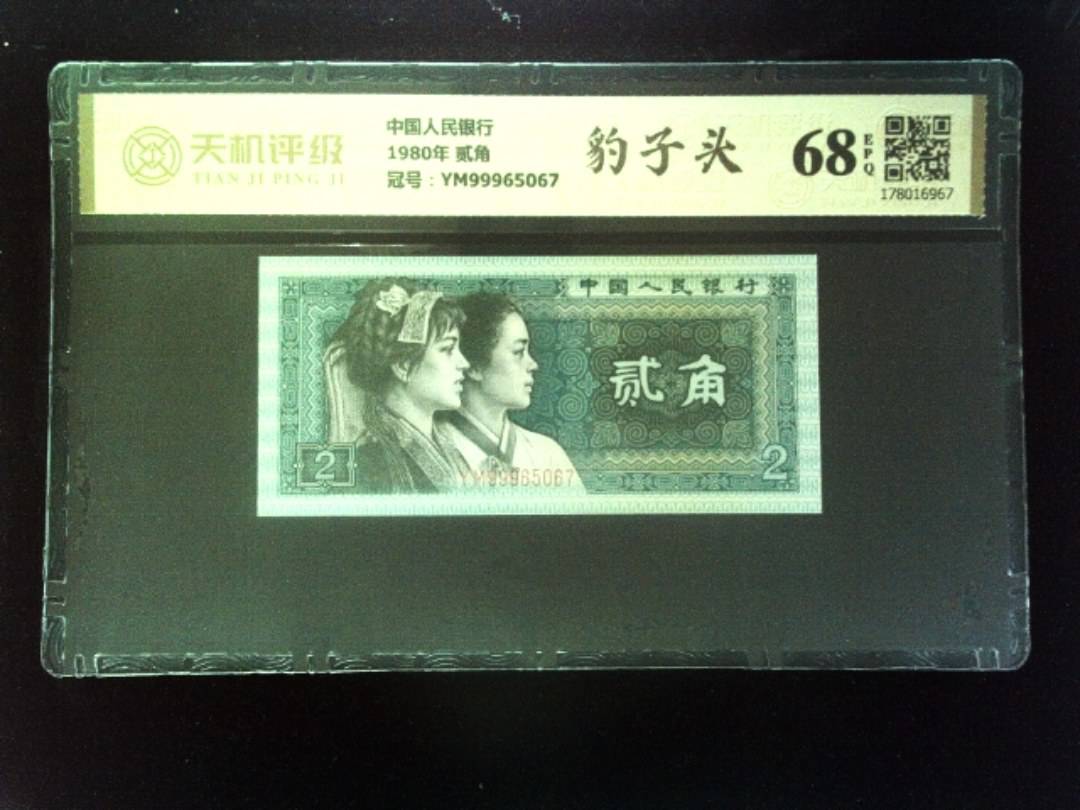 天机评级
TIAN JI PING JI
中国人民银行
1980年 贰角
冠号：YM99965067
豹子头
68
EPQ
178016967
中国人民银行
贰角
2
YM99965067
2